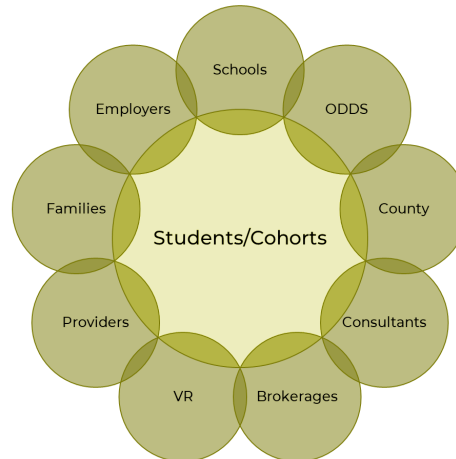 Schools
Employers
ODDS
Families
County
Students/Cohorts
Providers
Consultants
VR
Brokerages